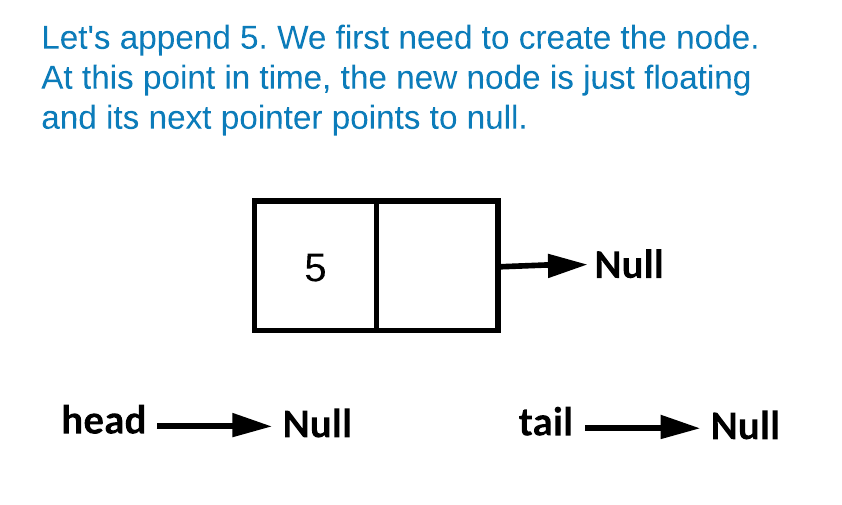 Let's append 5. We first need to create the node.
At this point in time, the new node is just floating
and its next pointer points to null.
5
Null
head
Null
tail
Null